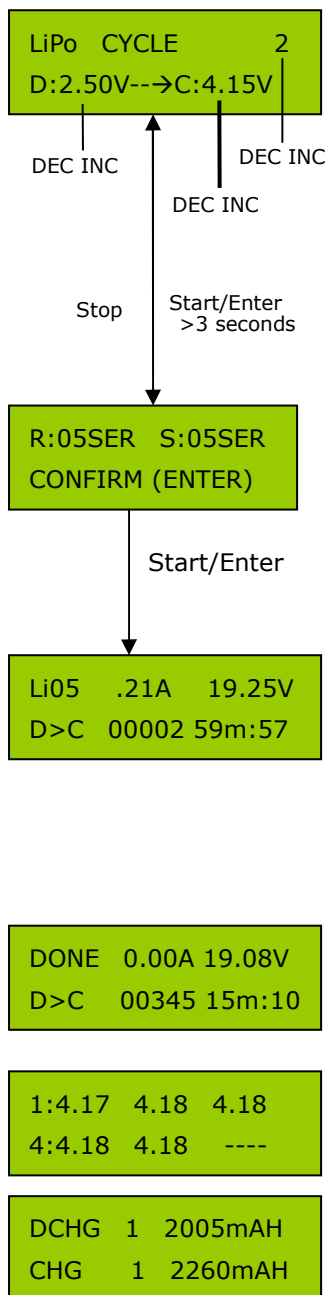 LiPo CYCLE 2
D:2.50V--→C:4.15V
DEC INC
DEC INC
DEC INC
Stop
Start/Enter
>3 seconds
R:05SER S:05SER
CONFIRM (ENTER)
Start/Enter
Li05 .21A 19.25V
D>C 00002 59m:57
DONE 0.00A 19.08V
D>C 00345 15m:10
1:4.17 4.18 4.18
4:4.18 4.18 ----
DCHG 1 2005mAH
CHG 1 2260mAH